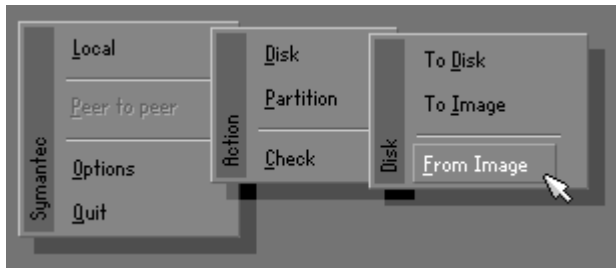 Symantec
Local
Peer to peer
Options
Quit
Action
Disk
Partition
Check
Disk
To Disk
To Image
From Image